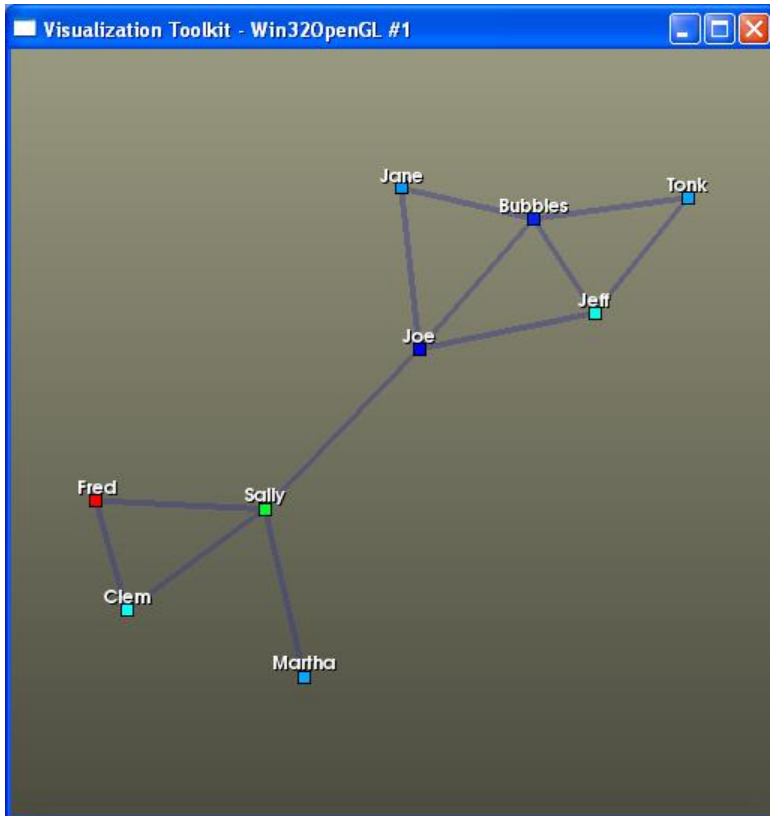 Visualization Toolkit - Win32OpenGL #1
Jane
Tonk
Bubbles
Jeff
Joe
Fred
Sally
Clem
Martha